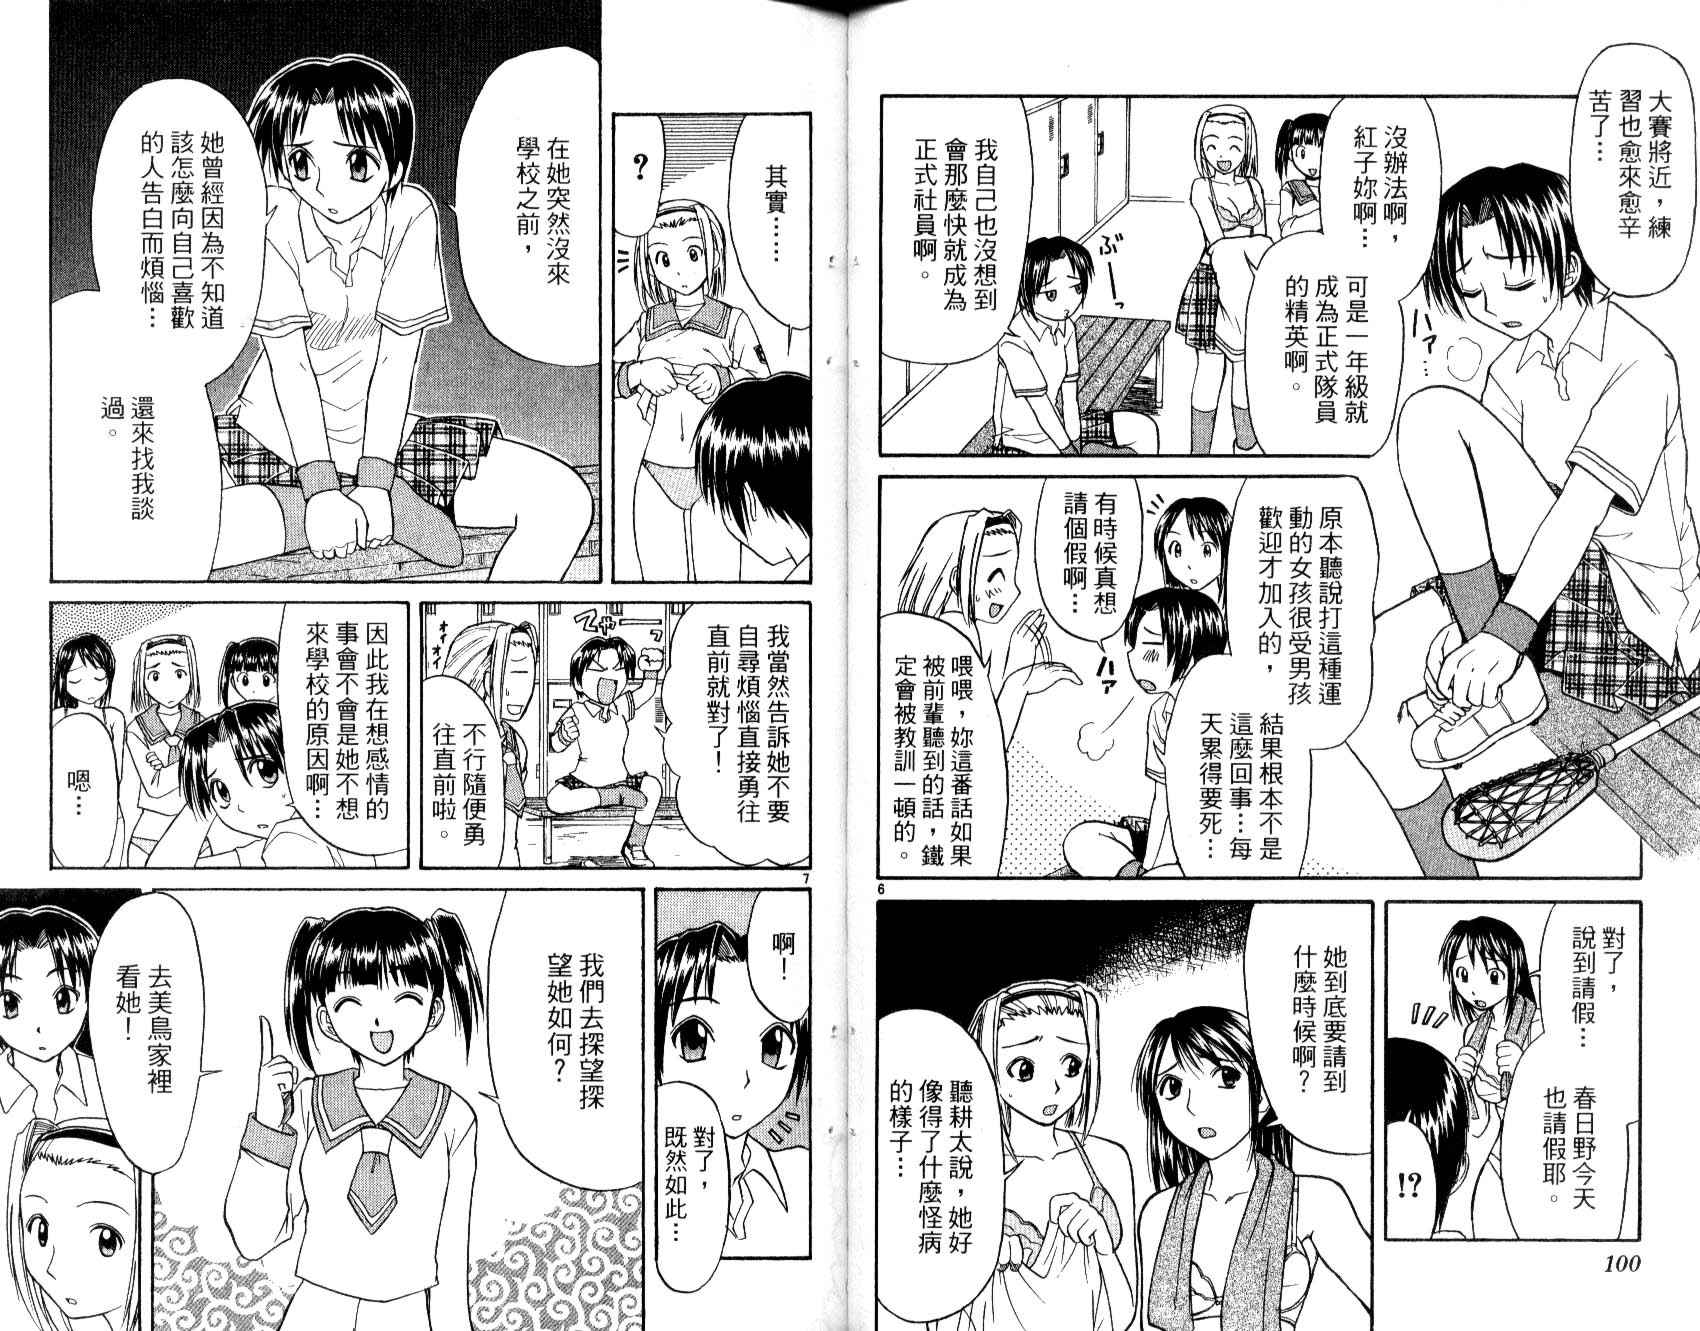 大賽將近，練
習也愈來愈辛
苦了…
ハァ…
沒辦法啊，
紅子妳啊…
可是一年級就
成為正式隊員
的精英啊。
ぶーっ
我自己也沒想到
會那麼快就成為
正式社員啊。
原本聽說打這種運
動的女孩很受男孩
歡迎才加入的，
結果根本不是
這麼回事…每
天累得要死…
有時候真想
請個假啊…
ハァ
喂喂，妳這番話如果
被前輩聽到的話，鐵
定會被教訓一頓的。
6
對了，
說到請假…
春日野今天
也請假耶。
!?
她到底要請到
什麼時候啊？
聽耕太說，她好
像得了什麼怪病
的樣子…
100
其實……
？
在她突然沒來
學校之前，
她曾經因為不知道
該怎麼向自己喜歡
的人告白而煩惱…
還來找我談
過。
我當然告訴她不要
自尋煩惱直接勇往
直前就對了！
てゃーー
オイオイ
不行隨便勇
往直前啦。
因此我在想感情的
事會不會是她不想
來學校的原因啊…
嗯…
7
啊！
對了，
既然如此…
我們去探望探
望她如何？
去美鳥家裡
看她！